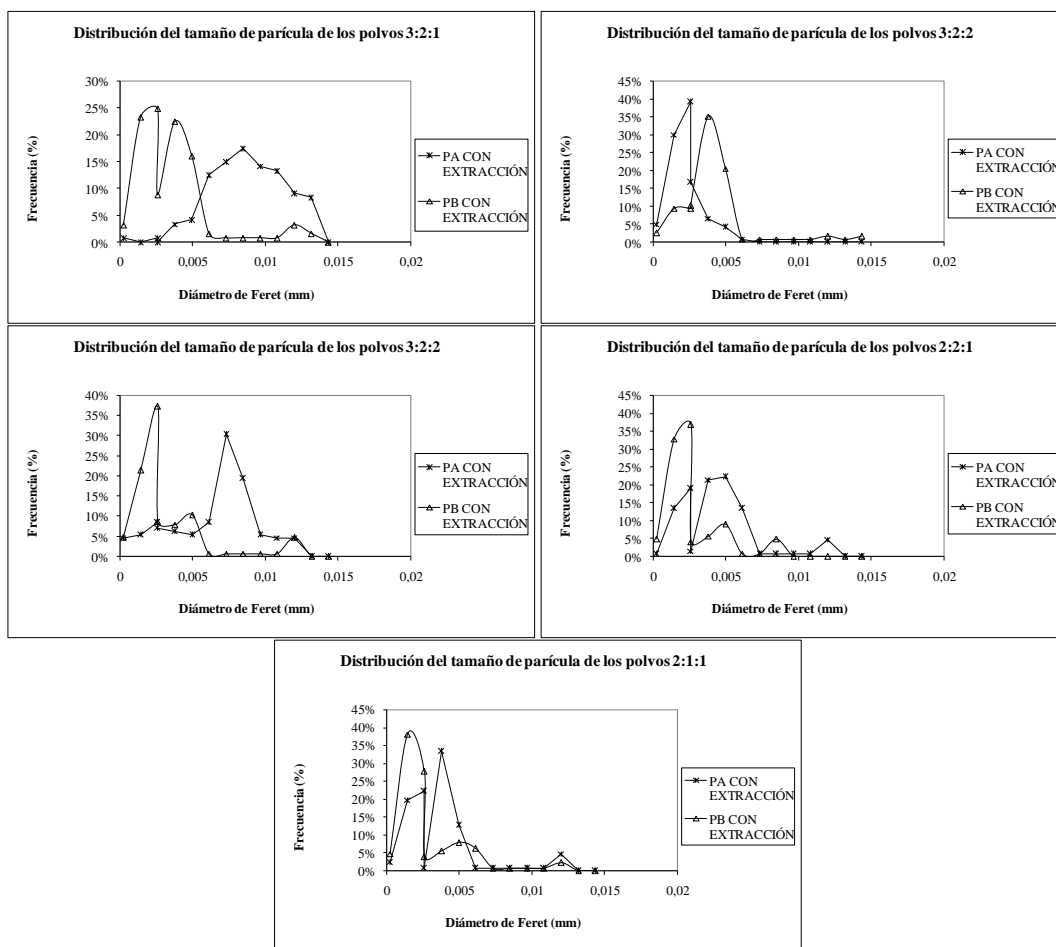 Distribución del tamaño de parícula de los polvos 3:2:1
30%
25%
20%
15%
10%
5%
0%
0
0,005
0,01
0,015
0,02
Frecuencia (%)
Diámetro de Feret (mm)
PA CON
EXTRACCIÓN
PB CON
EXTRACCIÓN
Distribución del tamaño de parícula de los polvos 3:2:2
45%
40%
35%
30%
25%
20%
15%
10%
5%
0%
0
0,005
0,01
0,015
0,02
Frecuencia (%)
Diámetro de Feret (mm)
PA CON
EXTRACCIÓN
PB CON
EXTRACCIÓN
Distribución del tamaño de parícula de los polvos 3:2:2
40%
35%
30%
25%
20%
15%
10%
5%
0%
0
0,005
0,01
0,015
0,02
Frecuencia (%)
Diámetro de Feret (mm)
PA CON
EXTRACCIÓN
PB CON
EXTRACCIÓN
Distribución del tamaño de parícula de los polvos 2:2:1
45%
40%
35%
30%
25%
20%
15%
10%
5%
0%
0
0,005
0,01
0,015
0,02
Frecuencia (%)
Diámetro de Feret (mm)
PA CON
EXTRACCIÓN
PB CON
EXTRACCIÓN
Distribución del tamaño de parícula de los polvos 2:1:1
45%
40%
35%
30%
25%
20%
15%
10%
5%
0%
0
0,005
0,01
0,015
0,02
Frecuencia (%)
Diámetro de Feret (mm)
PA CON
EXTRACCIÓN
PB CON
EXTRACCIÓN